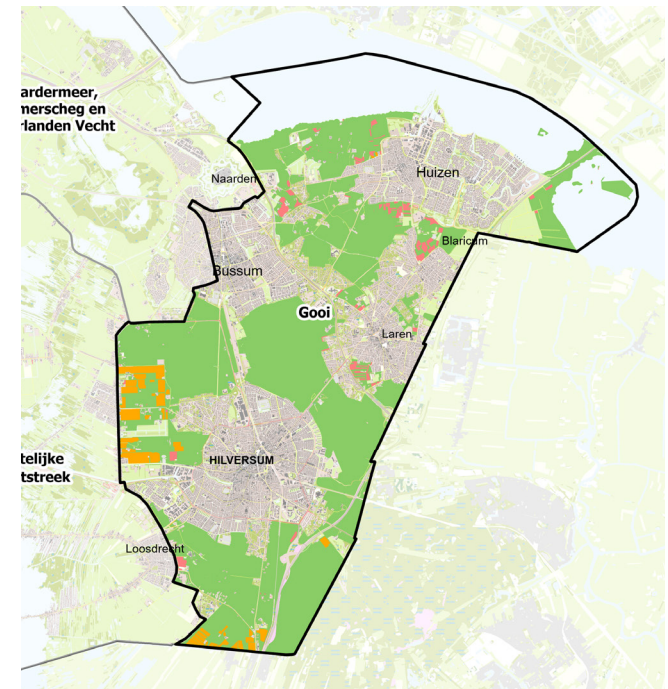 ardermeer,
merscheg en
rlanden Vecht
Naarden
Huizen
Blaricum
Bussum
Gooi
Laren
HILVERSUM
telijke
tstreek
Loosdrecht